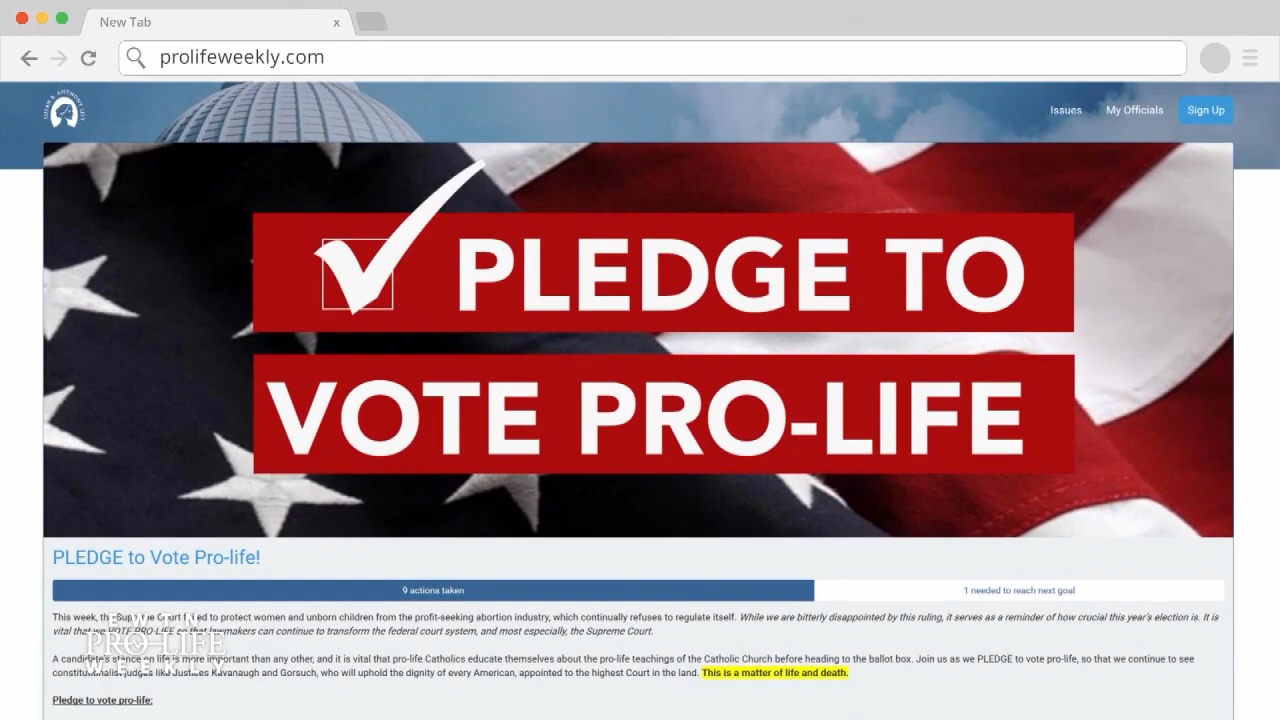 New Tab
x
prolifeweekly.com
SUSAN B. ANTHONY LIST
Issues
My Officials
Sign Up
PLEDGE TO
VOTE PRO-LIFE
PLEDGE to Vote Pro-life!
9 actions taken
1 needed to reach next goal
This week, the Supreme Court failed to protect women and unborn children from the profit-seeking abortion industry, which continually refuses to regulate itself. While we are bitterly disappointed by this ruling, it serves as a reminder of how crucial this year's election is. It is
vital that we VOTE PRO-LIFE so that lawmakers can continue to transform the federal court system, and most especially, the Supreme Court.
A candidate's stance on life is more important than any other, and it is vital that pro-life Catholics educate themselves about the pro-life teachings of the Catholic Church before heading to the ballot box. Join us as we PLEDGE to vote pro-life, so that we continue to see
constitutionalist judges like Justices Kavanaugh and Gorsuch, who will uphold the dignity of every American, appointed to the highest Court in the land. This is a matter of life and death.
Pledge to vote pro-life:
EWTN
PRO-LIFE
WEEKLY